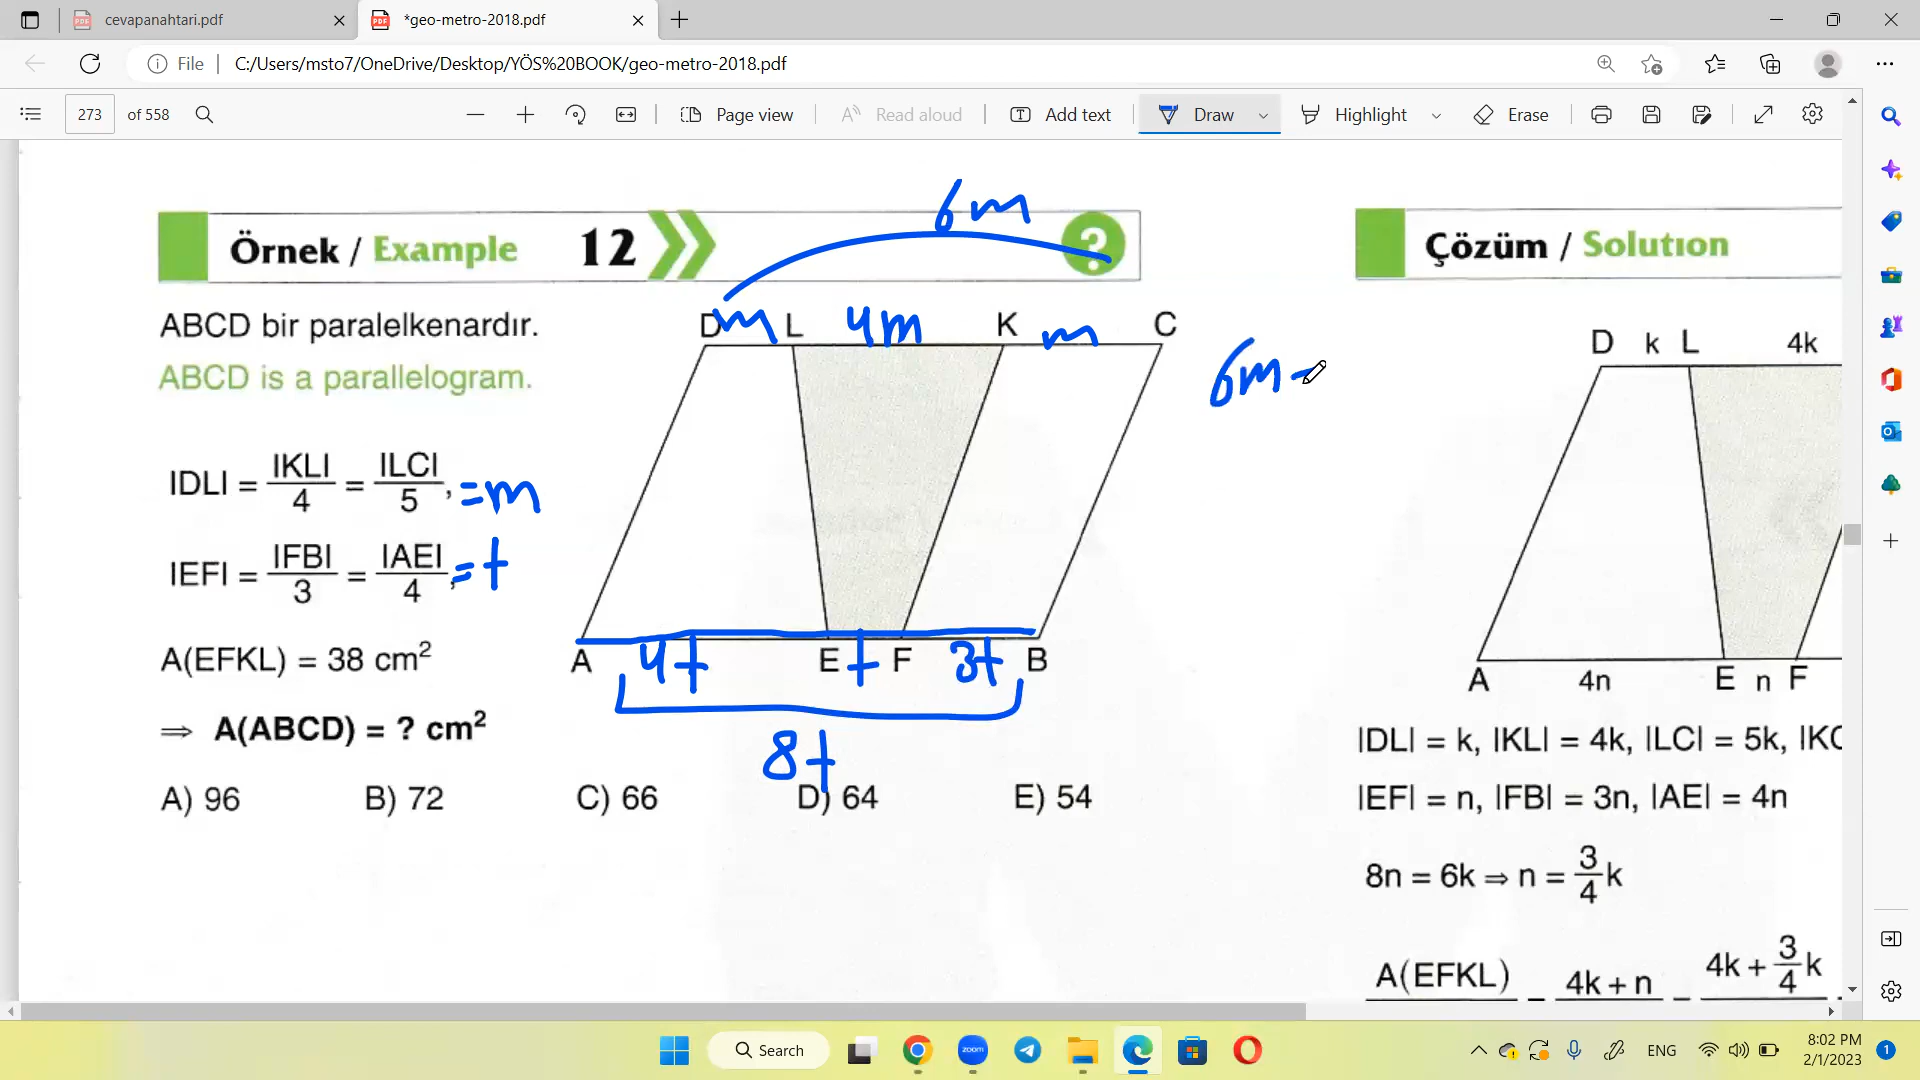 cevapanahtari.pdf
*geo-metro-2018.pdf
File
C:/Users/msto7/OneDrive/Desktop/YÖS%20BOOK/geo-metro-2018.pdf
273 of 558
Page view
Read aloud
Add text
Draw
Highlight
Erase
6m
Örnek / Example 12
?
Çözüm / Solutıon
ABCD bir paralelkenardır.
ABCD is a parallelogram.
D m L 4m K m C
6m =
D k L 4k
IDLI = IKLI/4 = ILCI/5, = m
IEFI = IFBI/3 = IAEI/4, = t
A(EFKL) = 38 cm²
⇒ A(ABCD) = ? cm²
A 4t E t F 3t B
8t
A 4n E n F
A) 96 B) 72 C) 66 D) 64 E) 54
IDLI = k, IKLI = 4k, ILCI = 5k, IKC
IEFI = n, IFBI = 3n, IAEI = 4n
8n = 6k ⇒ n = 3/4 k
A(EFKL)
4k + n
4k + 3/4 k
Search
zoom
ENG
8:02 PM
2/1/2023
1